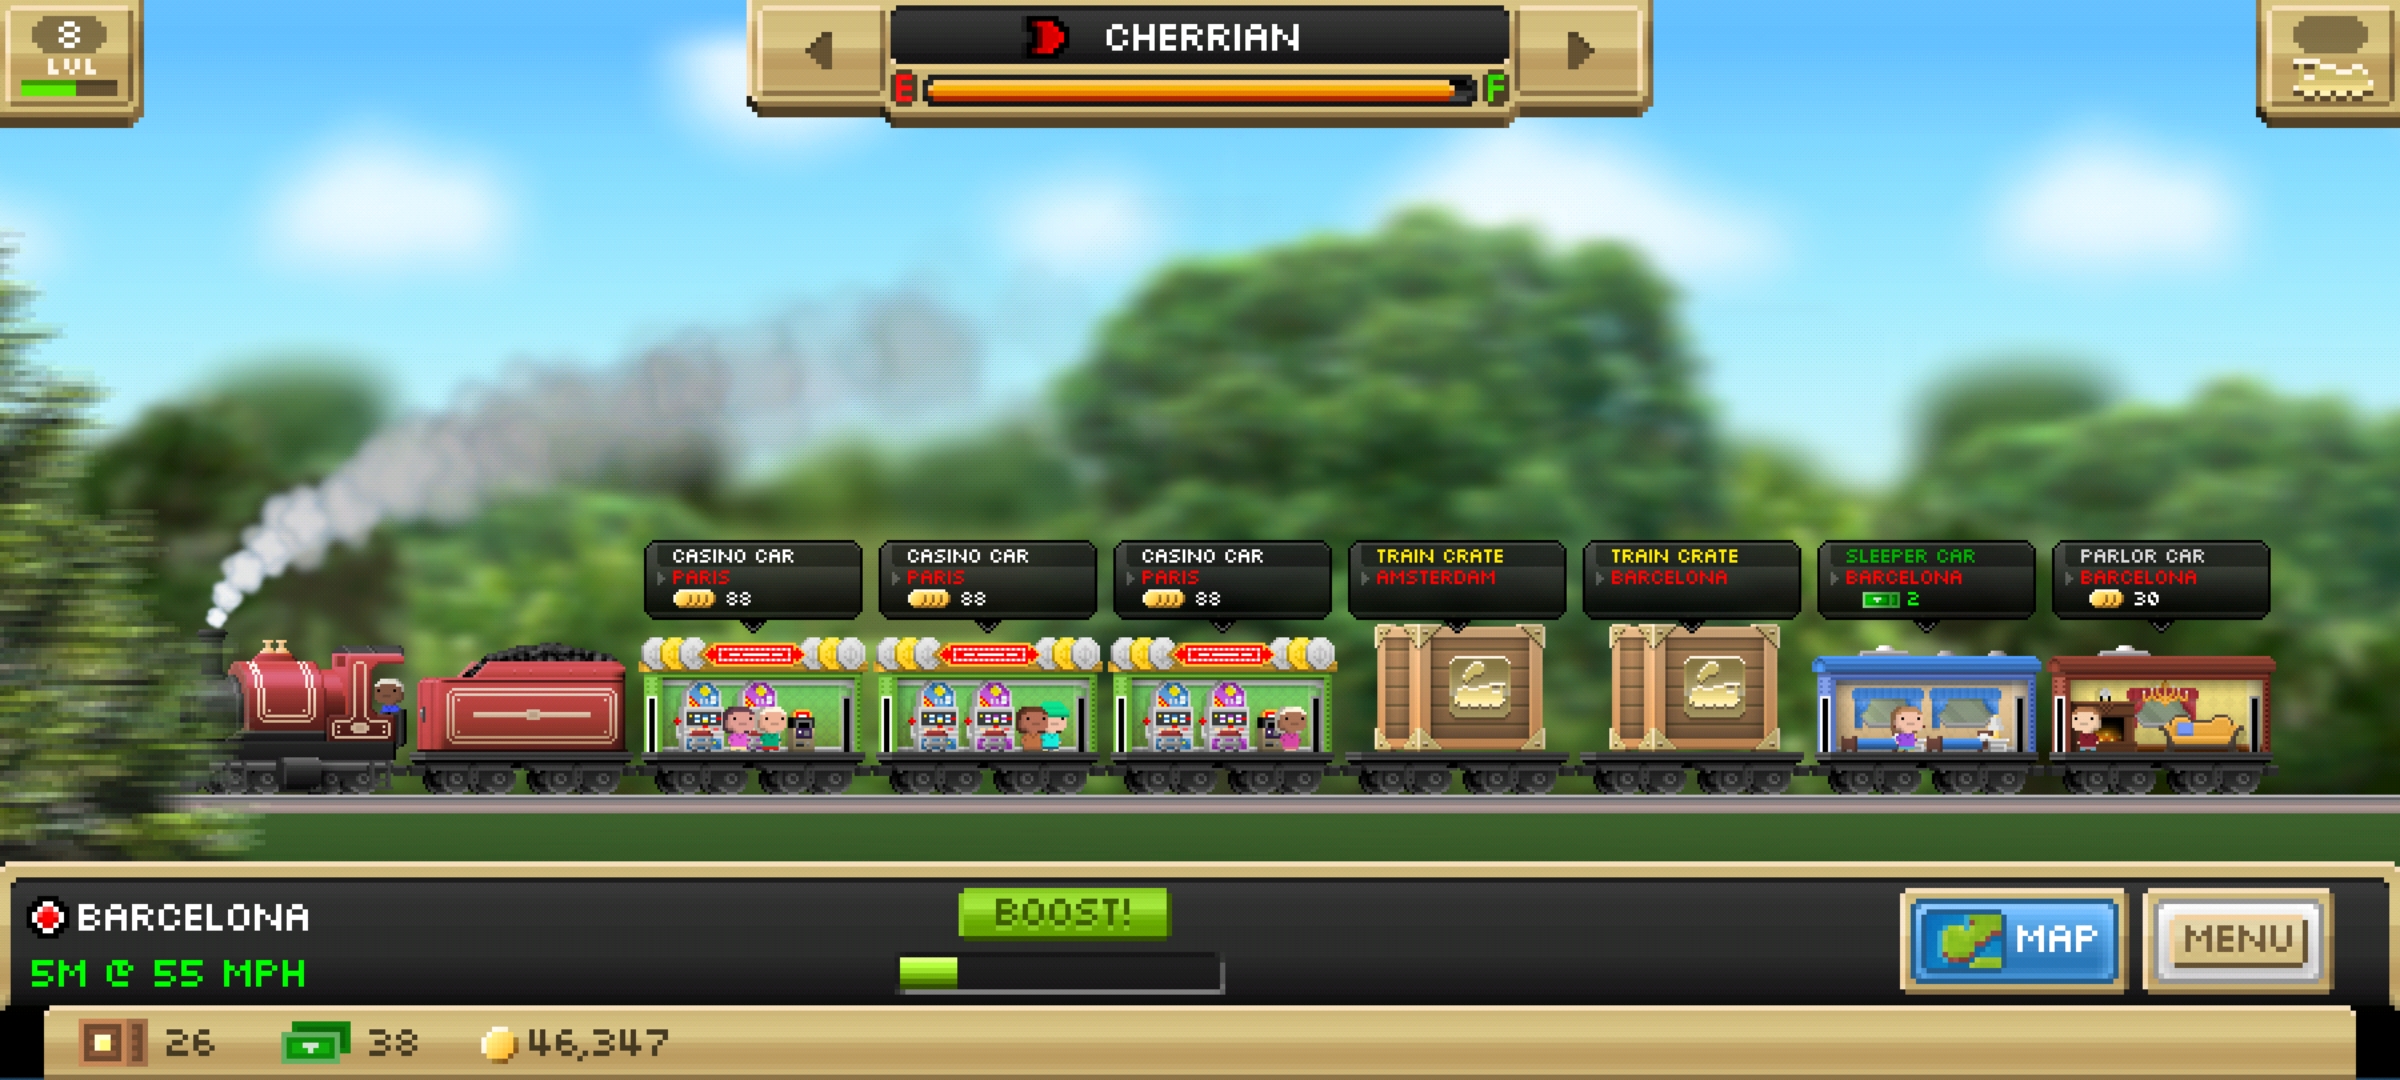 8
LVL
CHERRIAN
E F
CASINO CAR
PARIS
88
CASINO CAR
PARIS
88
CASINO CAR
PARIS
88
TRAIN CRATE
AMSTERDAM
TRAIN CRATE
BARCELONA
SLEEPER CAR
BARCELONA
2
PARLOR CAR
BARCELONA
30
BARCELONA
5M @ 55 MPH
BOOST!
MAP
MENU
26
38
46,347